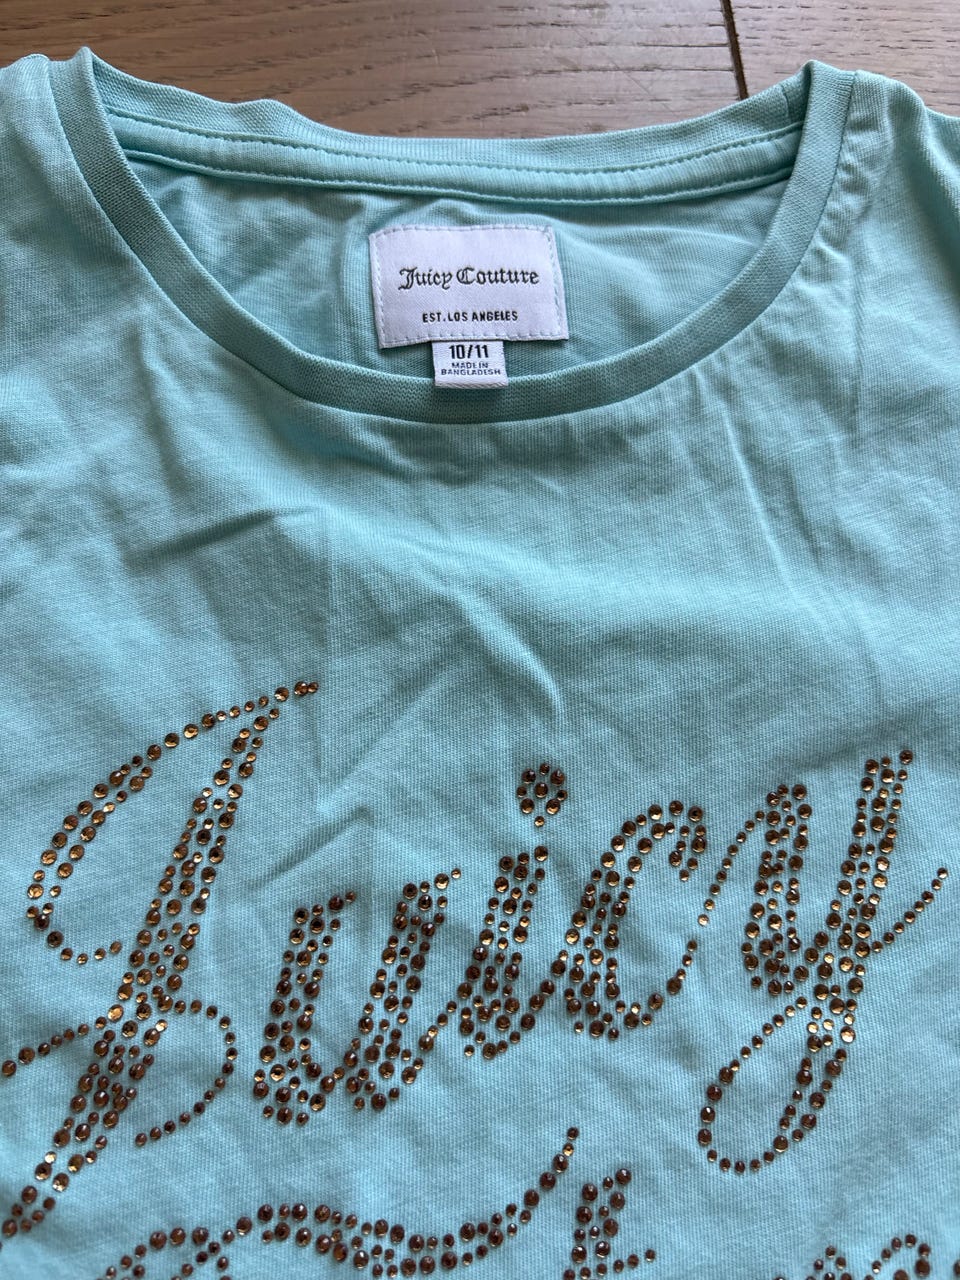 Juicy Couture
EST. LOS ANGELES
10/11
MADE IN
BANGLADESH
Juicy